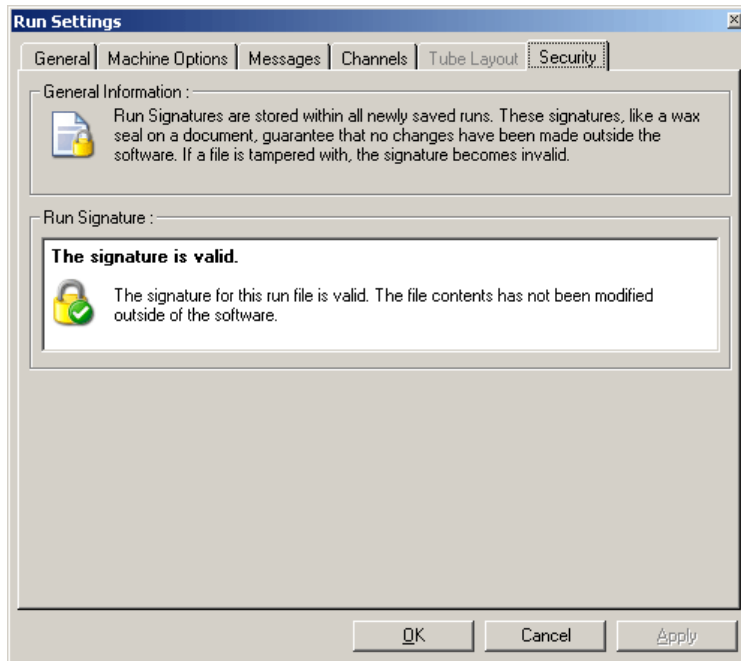 Run Settings
General Machine Options Messages Channels Tube Layout Security
General Information :
Run Signatures are stored within all newly saved runs. These signatures, like a wax
seal on a document, guarantee that no changes have been made outside the
software. If a file is tampered with, the signature becomes invalid.
Run Signature :
The signature is valid.
The signature for this run file is valid. The file contents has not been modified
outside of the software.
OK Cancel Apply